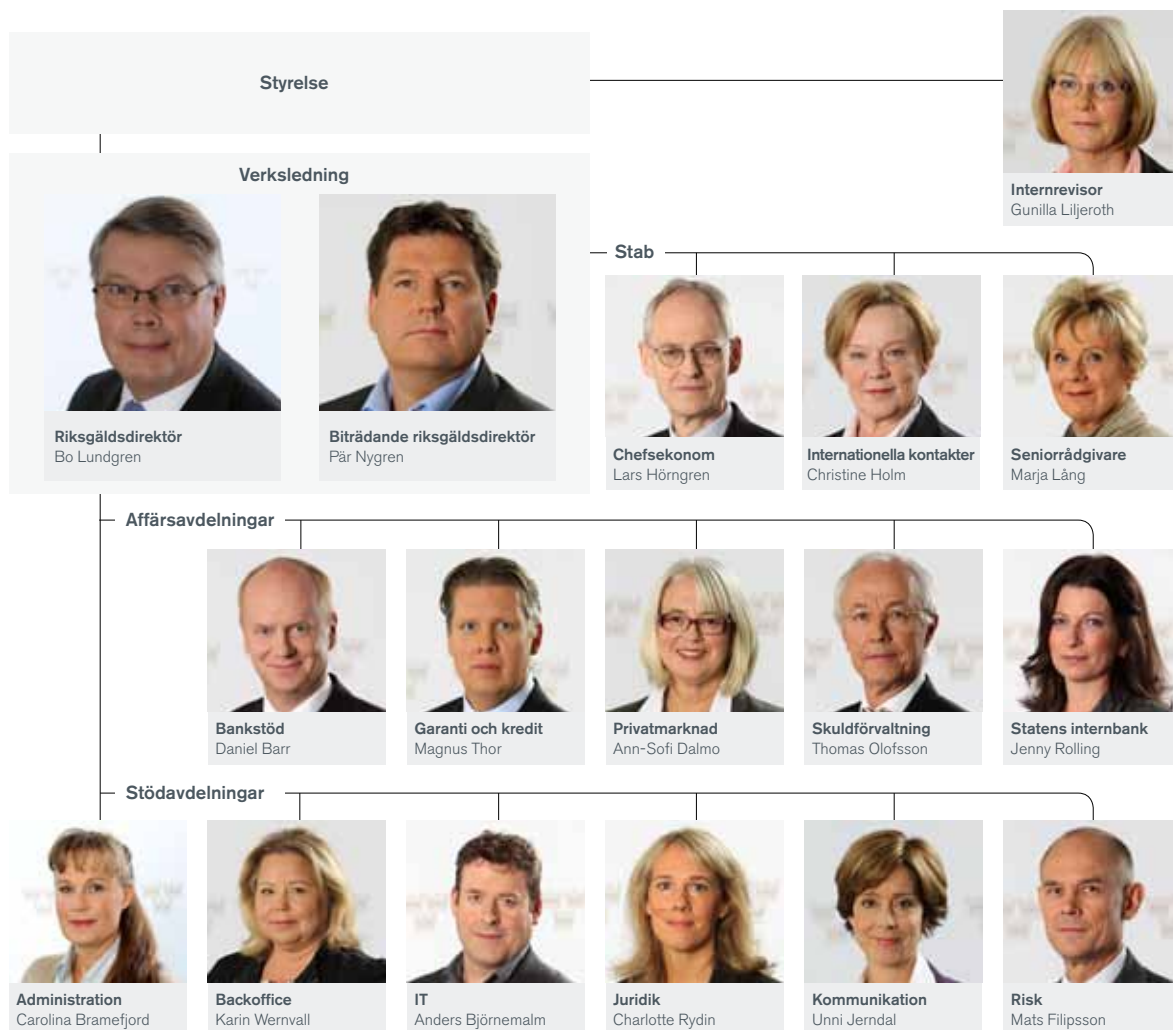 Styrelse
Internrevisor
Gunilla Liljeroth
Verksledning
Riksgäldsdirektör
Bo Lundgren
Biträdande riksgäldsdirektör
Pär Nygren
Stab
Chefsekonom
Lars Hörngren
Internationella kontakter
Christine Holm
Seniorrådgivare
Marja Lång
Affärsavdelningar
Bankstöd
Daniel Barr
Garanti och kredit
Magnus Thor
Privatmarknad
Ann-Sofi Dalmo
Skuldförvaltning
Thomas Olofsson
Statens internbank
Jenny Rolling
Stödavdelningar
Administration
Carolina Bramefjord
Backoffice
Karin Wernvall
IT
Anders Björnemalm
Juridik
Charlotte Rydin
Kommunikation
Unni Jerndal
Risk
Mats Filipsson